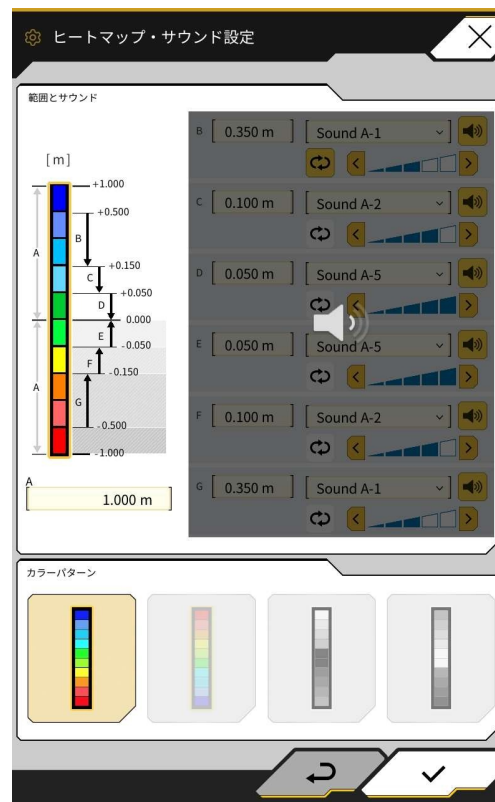 ヒートマップ・サウンド設定
範囲とサウンド
[m]
+1.000
+0.500
+0.150
+0.050
0.000
-0.050
-0.150
-0.500
-1.000
A
A
B
C
D
E
F
G
A
[ 1.000 m ]
B [ 0.350 m ] [ Sound A-1 ]
C [ 0.100 m ] [ Sound A-2 ]
D [ 0.050 m ] [ Sound A-5 ]
E [ 0.050 m ] [ Sound A-5 ]
F [ 0.100 m ] [ Sound A-2 ]
G [ 0.350 m ] [ Sound A-1 ]
カラーパターン